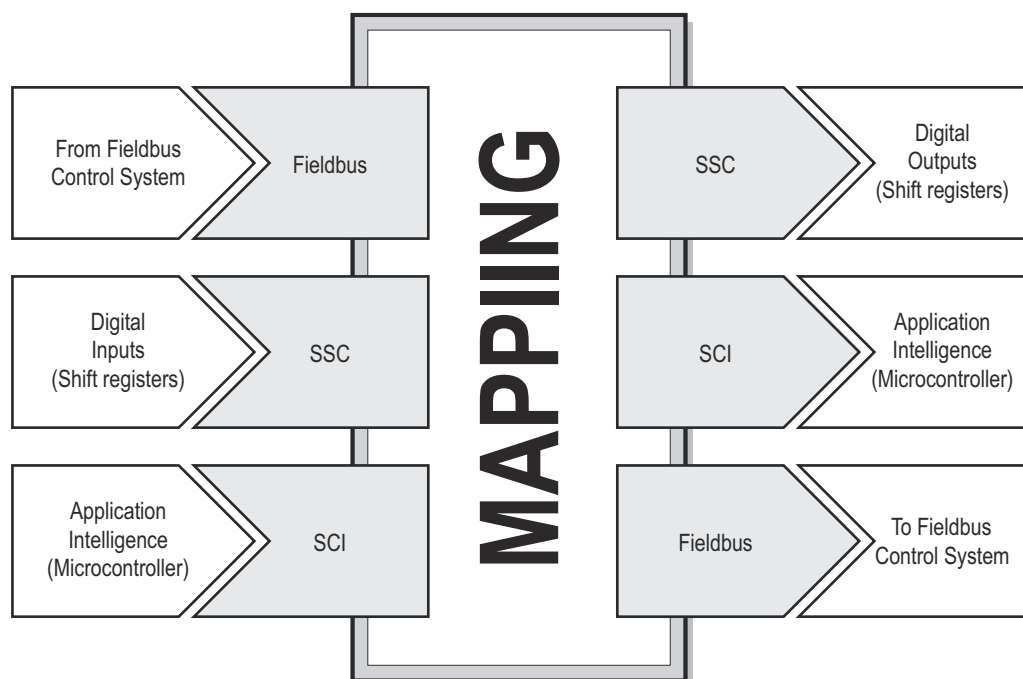 From Fieldbus
Control System
Fieldbus
Digital
Inputs
(Shift registers)
SSC
Application
Intelligence
(Microcontroller)
SCI
MAPPIING
SSC
Digital
Outputs
(Shift registers)
SCI
Application
Intelligence
(Microcontroller)
Fieldbus
To Fieldbus
Control System